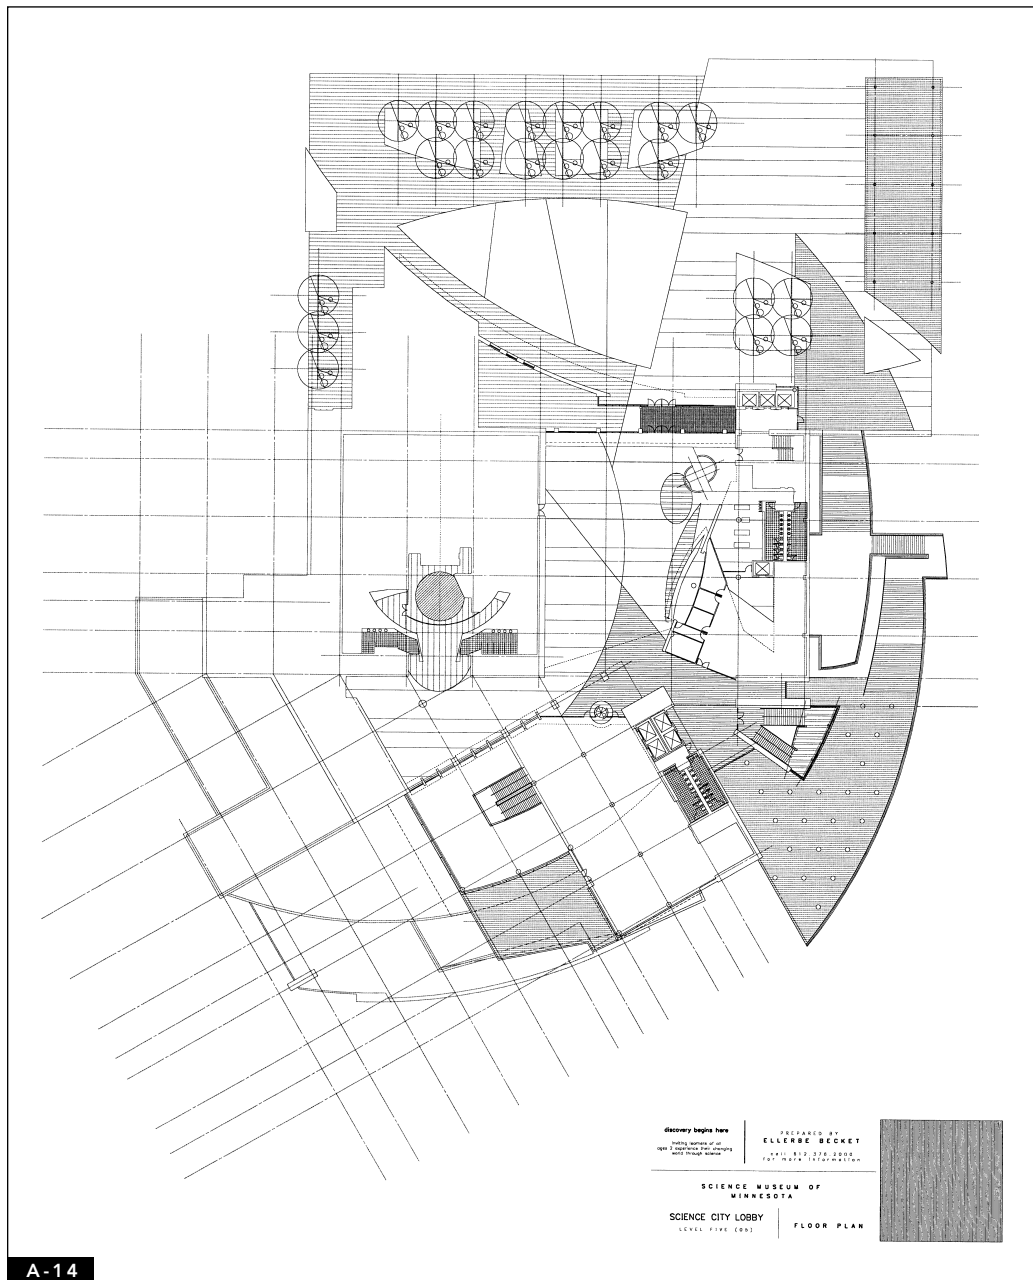 discovery begins here
inviting learners of all
ages 2 experience their changing
world through science
PREPARED BY
ELLERBE BECKET
call 612.376.2000
for more information
SCIENCE MUSEUM OF
MINNESOTA
SCIENCE CITY LOBBY
LEVEL FIVE [05]
FLOOR PLAN
A-14